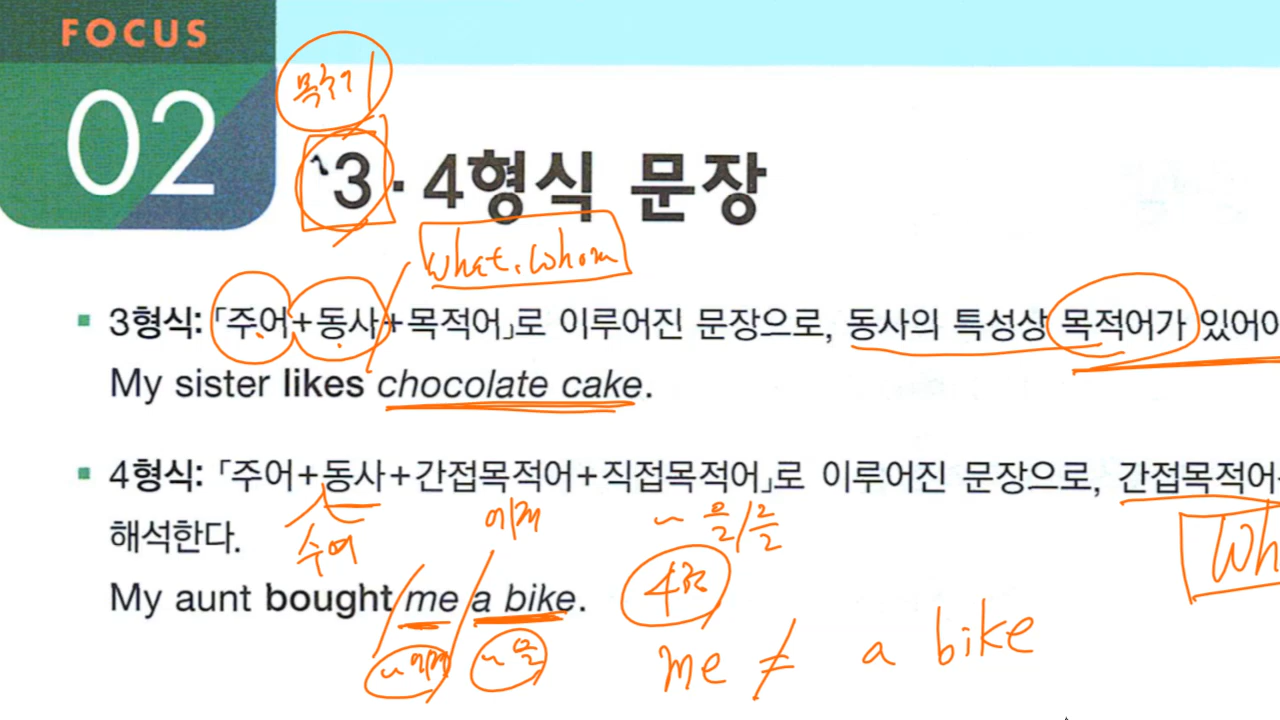 FOCUS
02
목적어
3·4형식 문장
what, whom
3형식: 「주어+동사+목적어」로 이루어진 문장으로, 동사의 특성상 목적어가 있어야
My sister likes chocolate cake.
4형식: 「주어+동사+간접목적어+직접목적어」로 이루어진 문장으로, 간접목적어
에게 ~ 을/를
해석한다.
수여
My aunt bought me a bike.
4형
Wh
~에게 ~을
me ≠ a bike